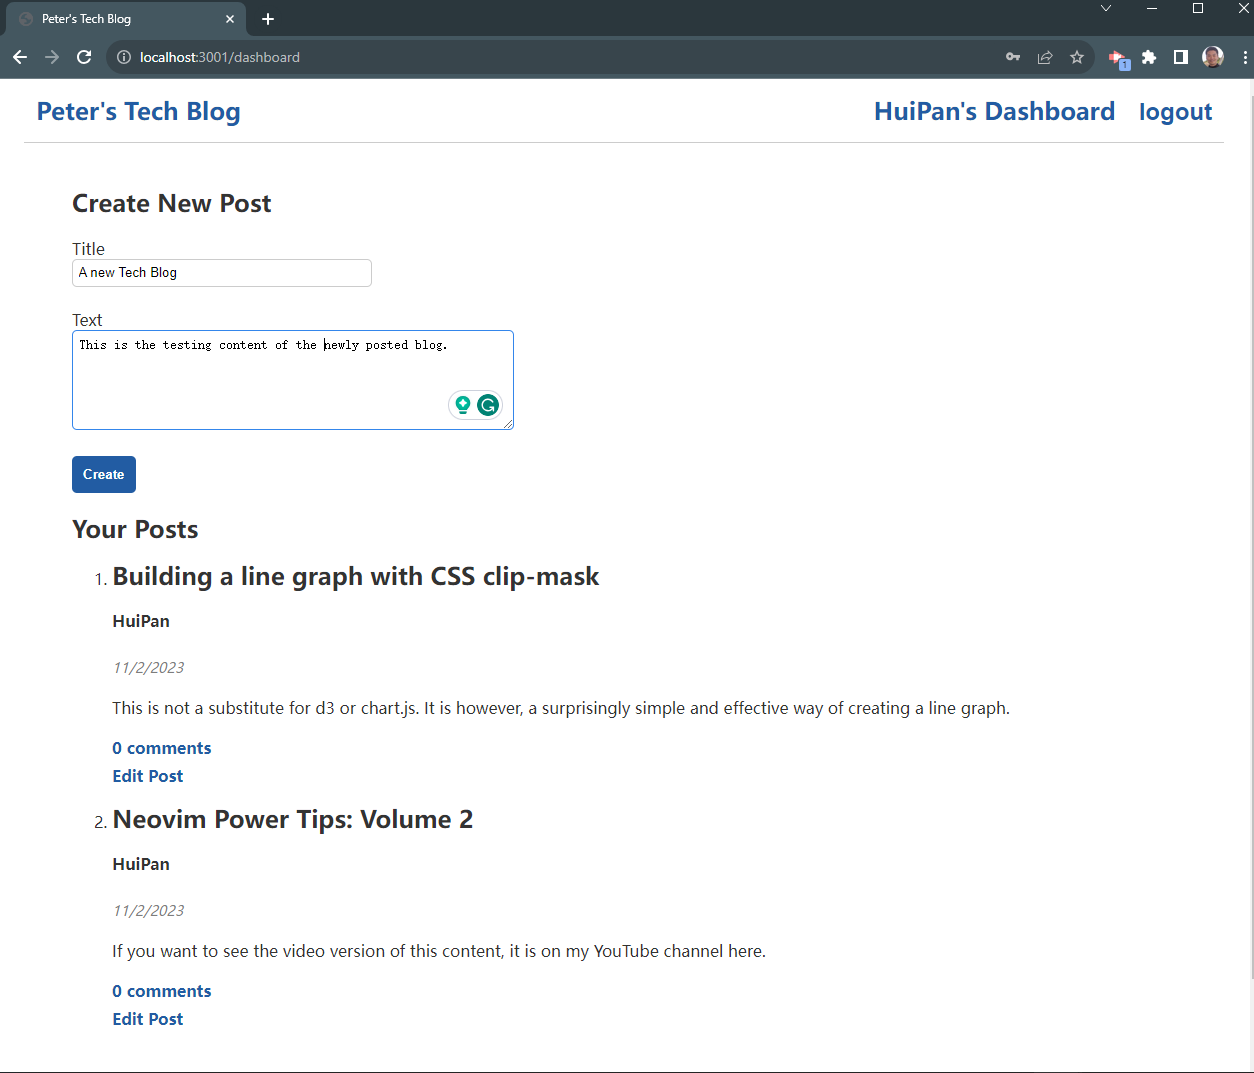 Peter's Tech Blog
localhost:3001/dashboard
1
Peter's Tech Blog
HuiPan's Dashboard
logout
Create New Post
Title
A new Tech Blog
Text
This is the testing content of the newly posted blog.
Create
Your Posts
1. Building a line graph with CSS clip-mask
HuiPan
11/2/2023
This is not a substitute for d3 or chart.js. It is however, a surprisingly simple and effective way of creating a line graph.
0 comments
Edit Post
2. Neovim Power Tips: Volume 2
HuiPan
11/2/2023
If you want to see the video version of this content, it is on my YouTube channel here.
0 comments
Edit Post